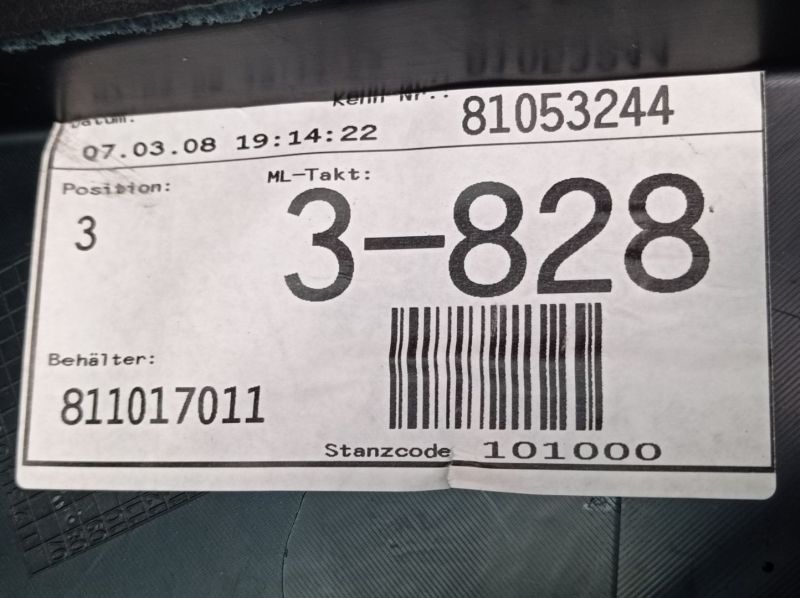 Datum:
Kenn Nr.:
07.03.08 19:14:22
81053244
Position:
ML-Takt:
3
3-828
Behälter:
811017011
Stanzcode 101000